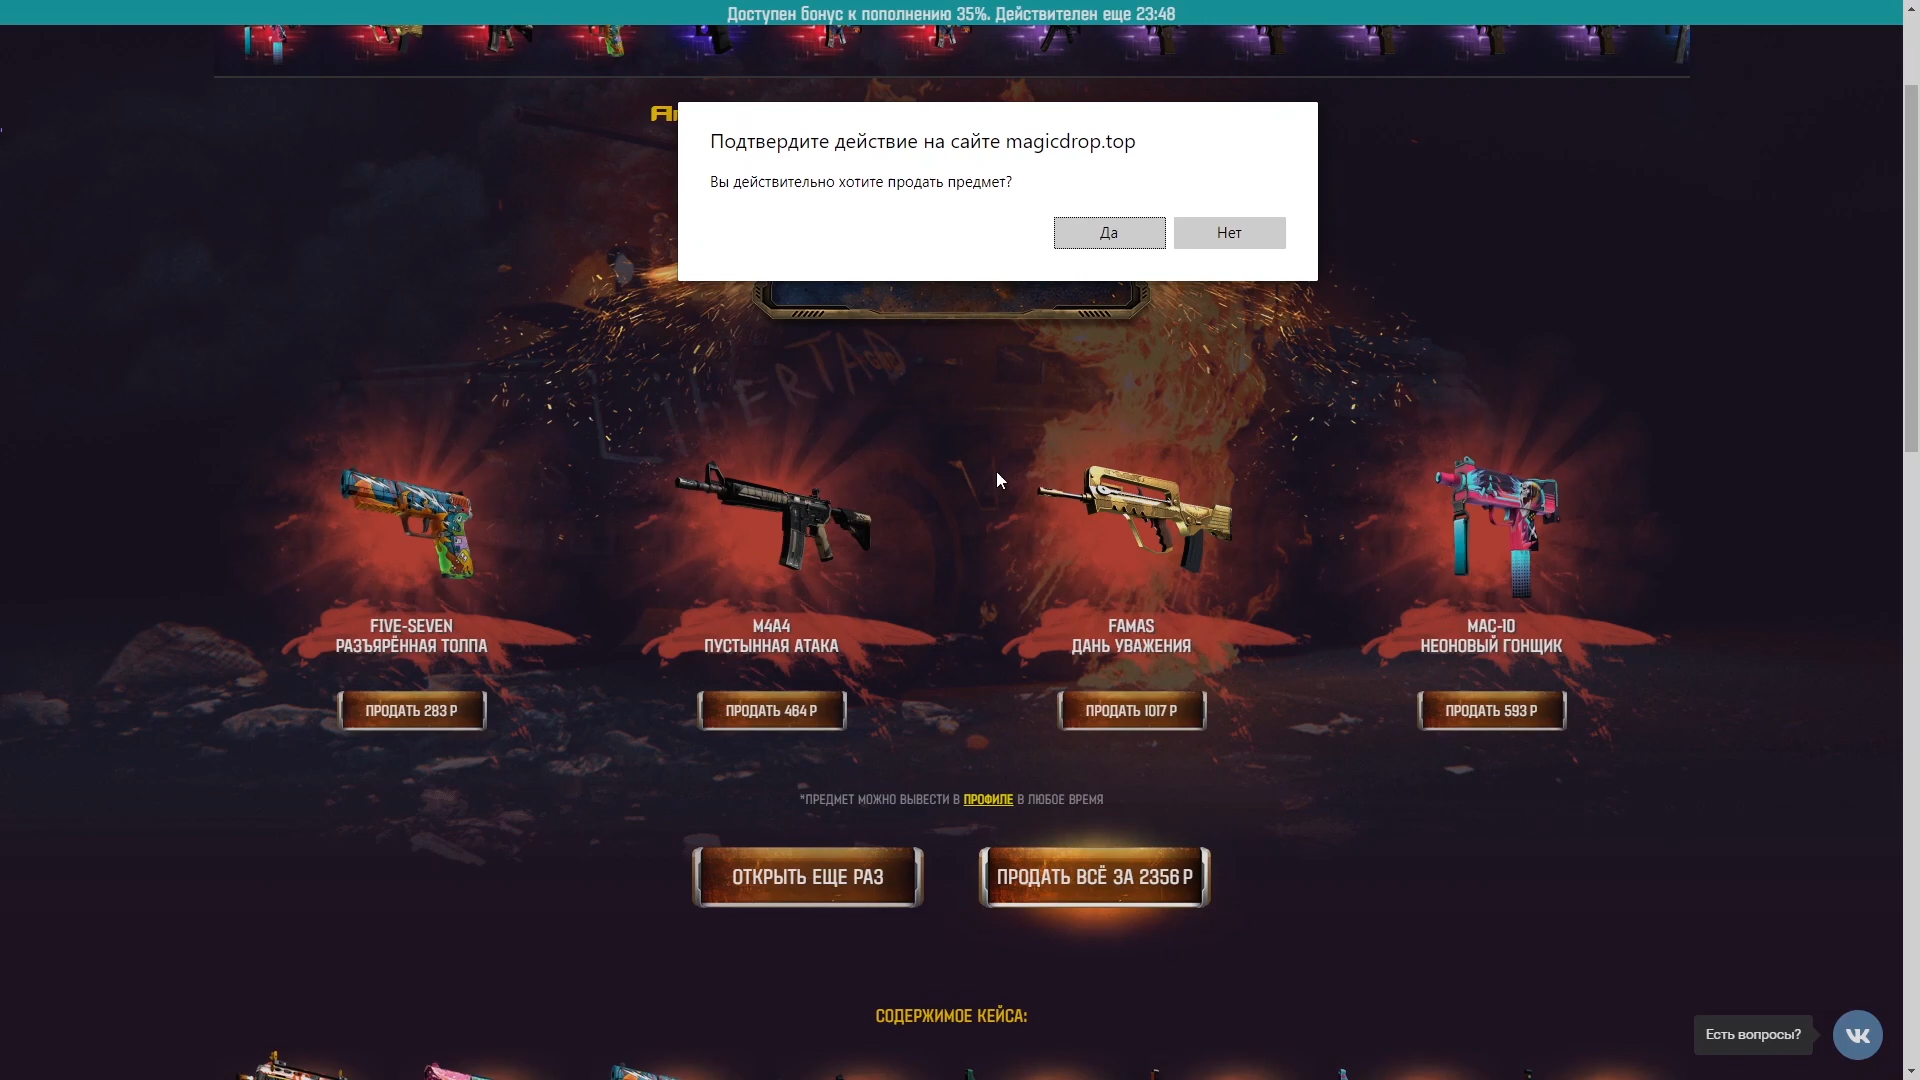 Доступен бонус к пополнению 35%. Действителен еще 23:48
Подтвердите действие на сайте magicdrop.top
Вы действительно хотите продать предмет?
Да
Нет
LIBERTAD
FIVE-SEVEN
РАЗЪЯРЁННАЯ ТОЛПА
M4A4
ПУСТЫННАЯ АТАКА
FAMAS
ДАНЬ УВАЖЕНИЯ
MAC-10
НЕОНОВЫЙ ГОНЩИК
ПРОДАТЬ 283 Р
ПРОДАТЬ 464 Р
ПРОДАТЬ 1017 Р
ПРОДАТЬ 593 Р
*ПРЕДМЕТ МОЖНО ВЫВЕСТИ В ПРОФИЛЕ В ЛЮБОЕ ВРЕМЯ
ОТКРЫТЬ ЕЩЕ РАЗ
ПРОДАТЬ ВСЁ ЗА 2356 Р
СОДЕРЖИМОЕ КЕЙСА:
Есть вопросы?